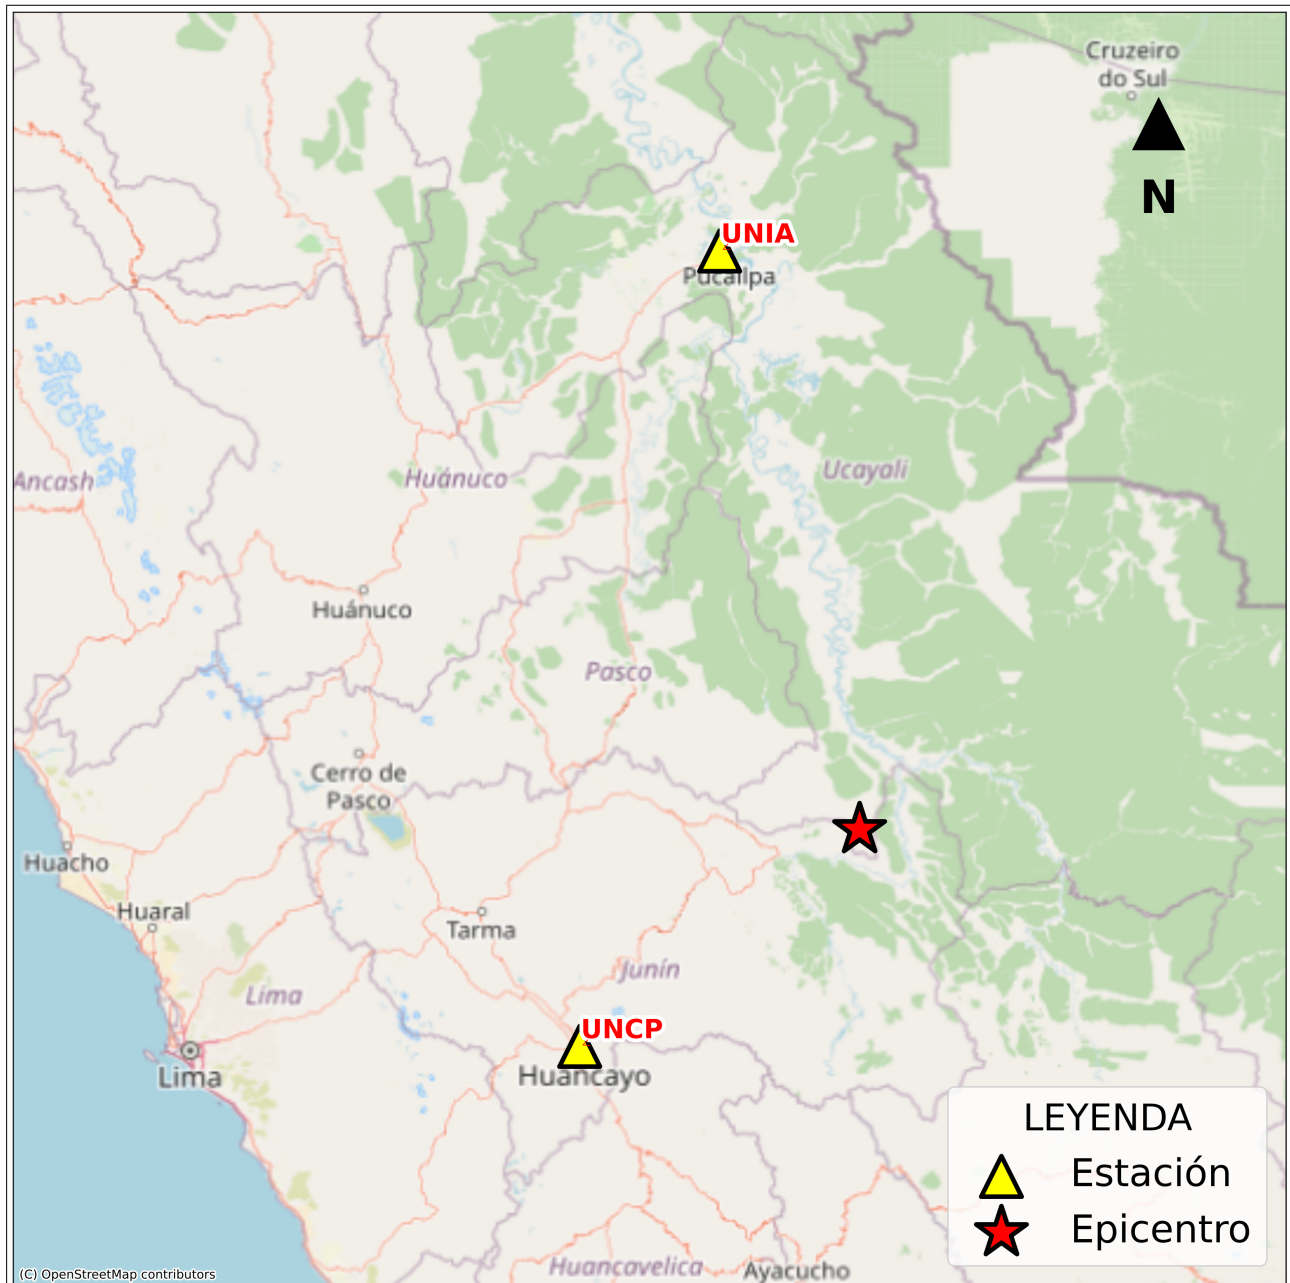 Cruzeiro
do Sul
N
UNIA
Pucallpa
Ancash
Huánuco
Ucayali
Huánuco
Pasco
Cerro de
Pasco
Huacho
Huaral
Tarma
Junín
Lima
UNCP
Lima
Huancayo
LEYENDA
Estación
Epicentro
Huancavelica
Ayacucho
(C) OpenStreetMap contributors